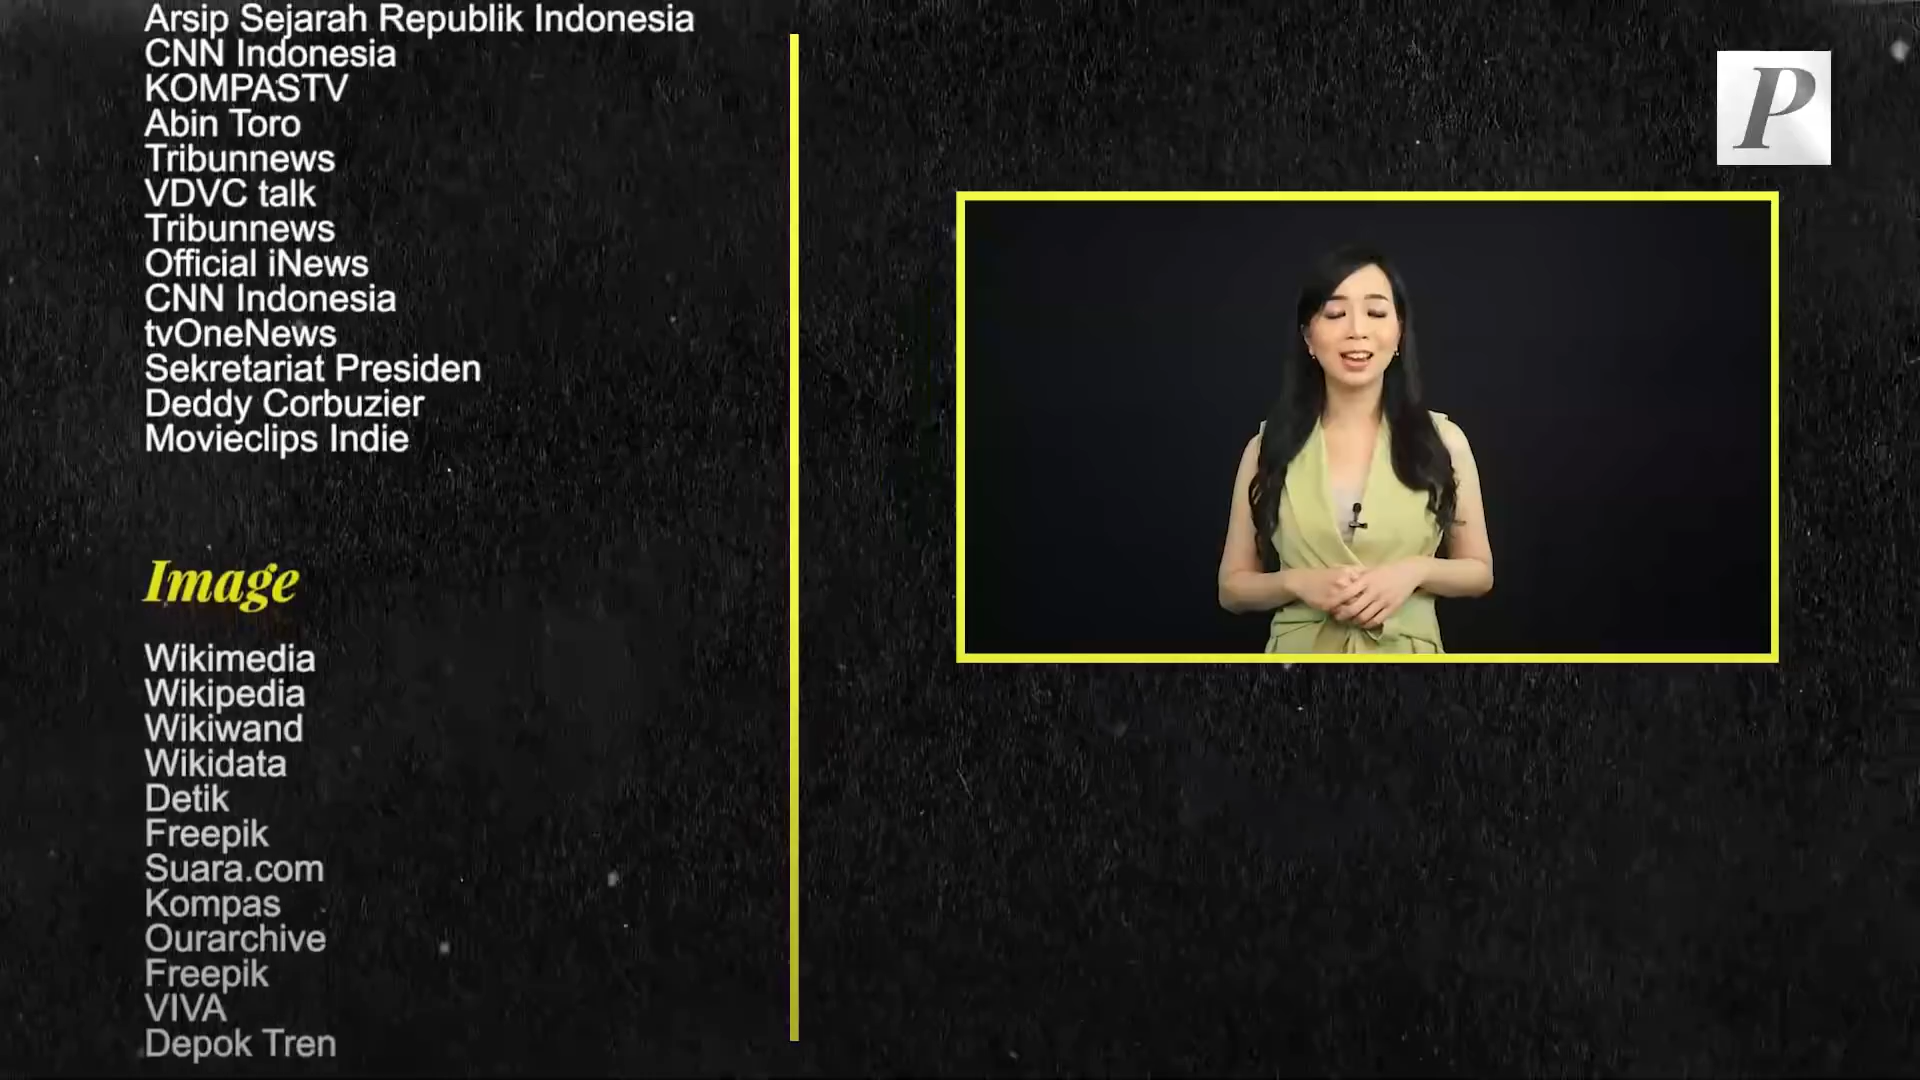 Arsip Sejarah Republik Indonesia
CNN Indonesia
KOMPASTV
Abin Toro
Tribunnews
VDVC talk
Tribunnews
Official iNews
CNN Indonesia
tvOneNews
Sekretariat Presiden
Deddy Corbuzier
Movieclips Indie
Image
Wikimedia
Wikipedia
Wikiwand
Wikidata
Detik
Freepik
Suara.com
Kompas
Ourarchive
Freepik
VIVA
Depok Tren
P